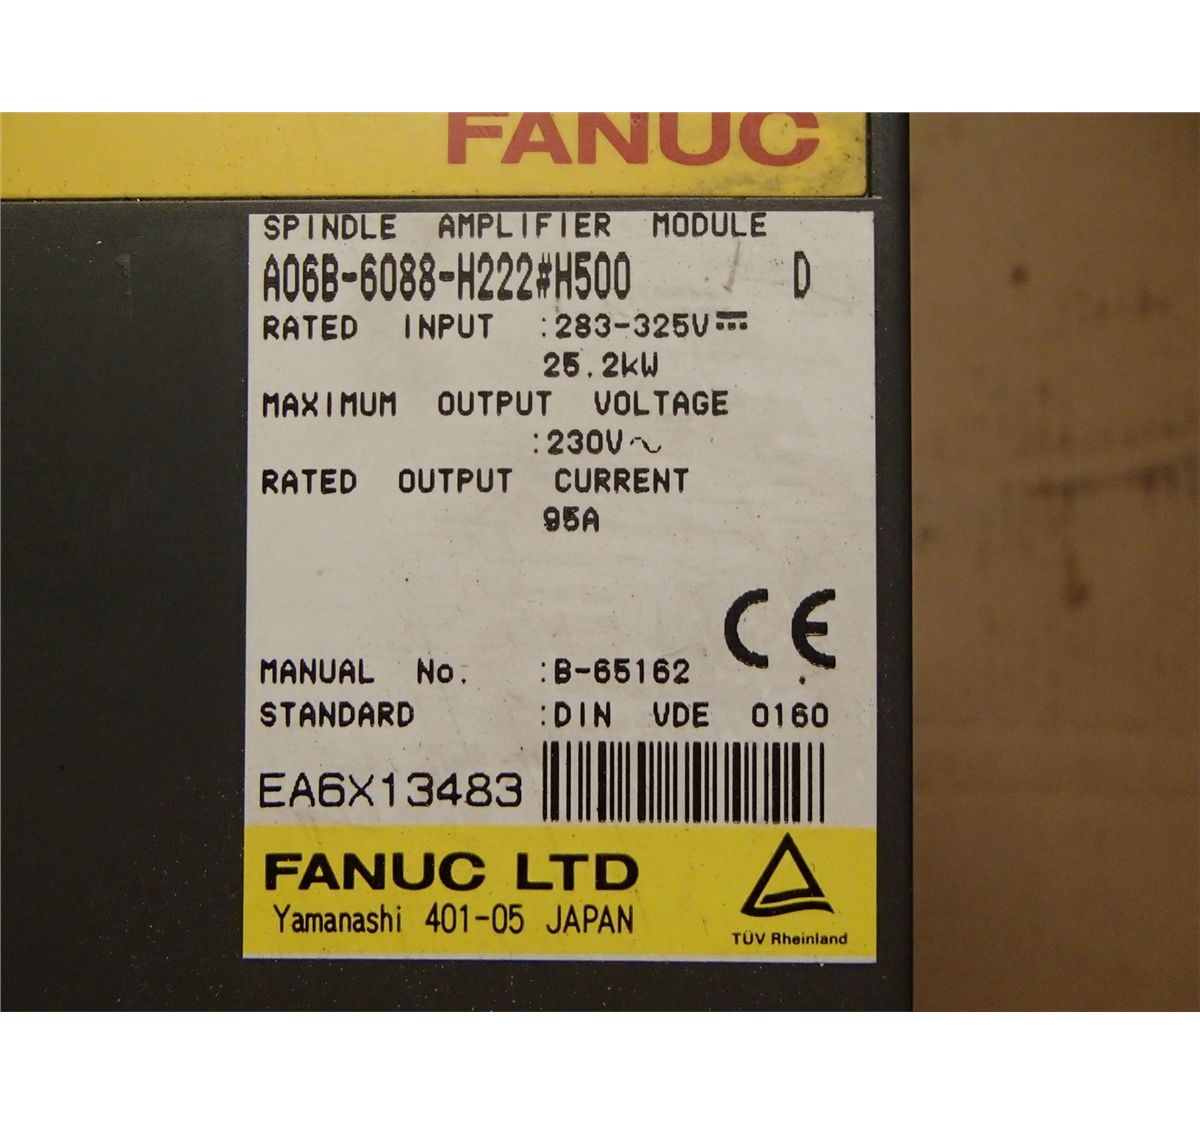 FANUC
SPINDLE AMPLIFIER MODULE
A06B-6088-H222#H500 D
RATED INPUT :283-325V⎓
25.2kW
MAXIMUM OUTPUT VOLTAGE
:230V~
RATED OUTPUT CURRENT
95A
CE
MANUAL No. :B-65162
STANDARD :DIN VDE 0160
EA6X13483
FANUC LTD
Yamanashi 401-05 JAPAN
TÜV Rheinland